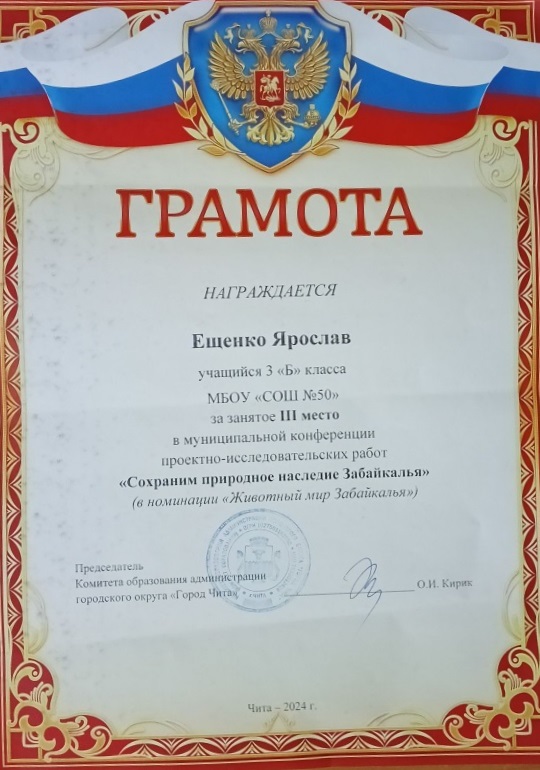 ГРАМОТА
НАГРАЖДАЕТСЯ
Ещенко Ярослав
учащийся 3 «Б» класса
МБОУ «СОШ №50»
за занятое III место
в муниципальной конференции
проектно-исследовательских работ
«Сохраним природное наследие Забайкалья»
(в номинации «Животный мир Забайкалья»)
Председатель
Комитета образования администрации
городского округа «Город Чита»
О.И. Кирик
Чита – 2024 г.